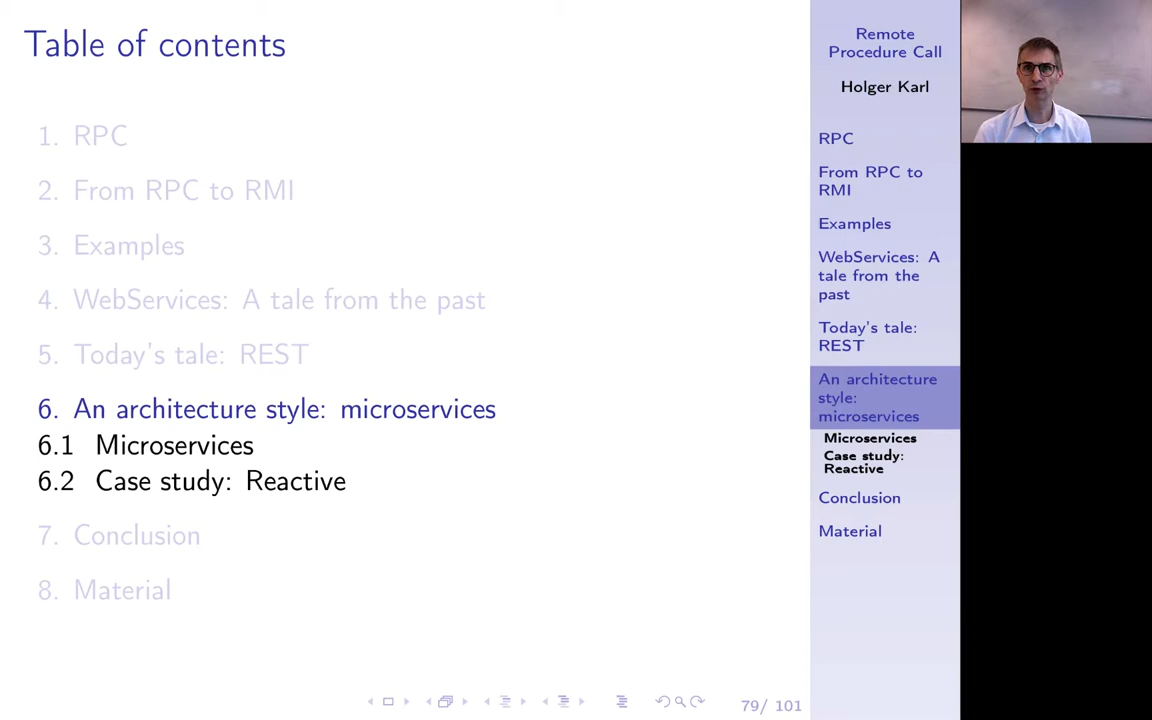 Table of contents
1. RPC
2. From RPC to RMI
3. Examples
4. WebServices: A tale from the past
5. Today's tale: REST
6. An architecture style: microservices
6.1 Microservices
6.2 Case study: Reactive
7. Conclusion
8. Material
79/ 101
Remote
Procedure Call
Holger Karl
RPC
From RPC to
RMI
Examples
WebServices: A
tale from the
past
Today's tale:
REST
An architecture
style:
microservices
Microservices
Case study:
Reactive
Conclusion
Material